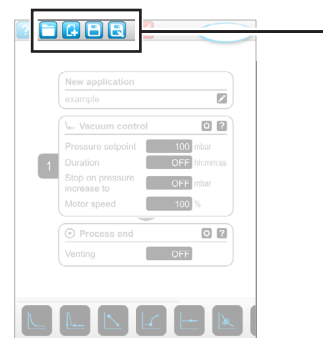 ?
New application
example
Vacuum control ?
1
Pressure setpoint 100 mbar
Duration OFF hh:mm:ss
Stop on pressure
increase to OFF mbar
Motor speed 100 %
Process end ?
Venting OFF